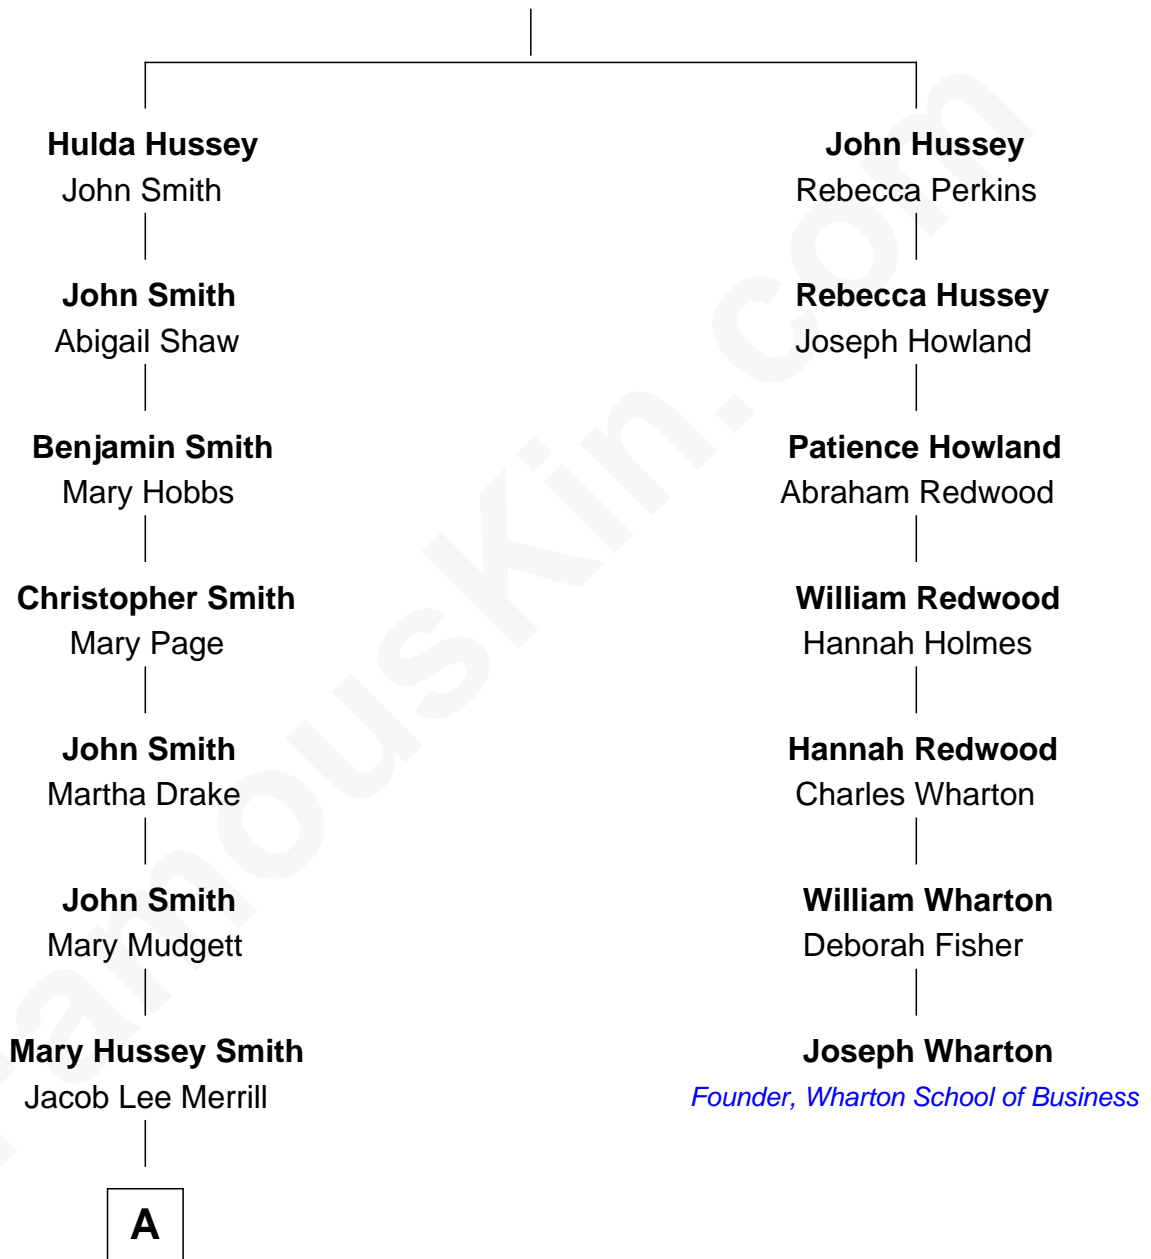 Hulda Hussey
John Smith
John Smith
Abigail Shaw
Benjamin Smith
Mary Hobbs
Christopher Smith
Mary Page
John Smith
Martha Drake
John Smith
Mary Mudgett
Mary Hussey Smith
Jacob Lee Merrill
A
John Hussey
Rebecca Perkins
Rebecca Hussey
Joseph Howland
Patience Howland
Abraham Redwood
William Redwood
Hannah Holmes
Hannah Redwood
Charles Wharton
William Wharton
Deborah Fisher
Joseph Wharton
Founder, Wharton School of Business
FamousKin.com